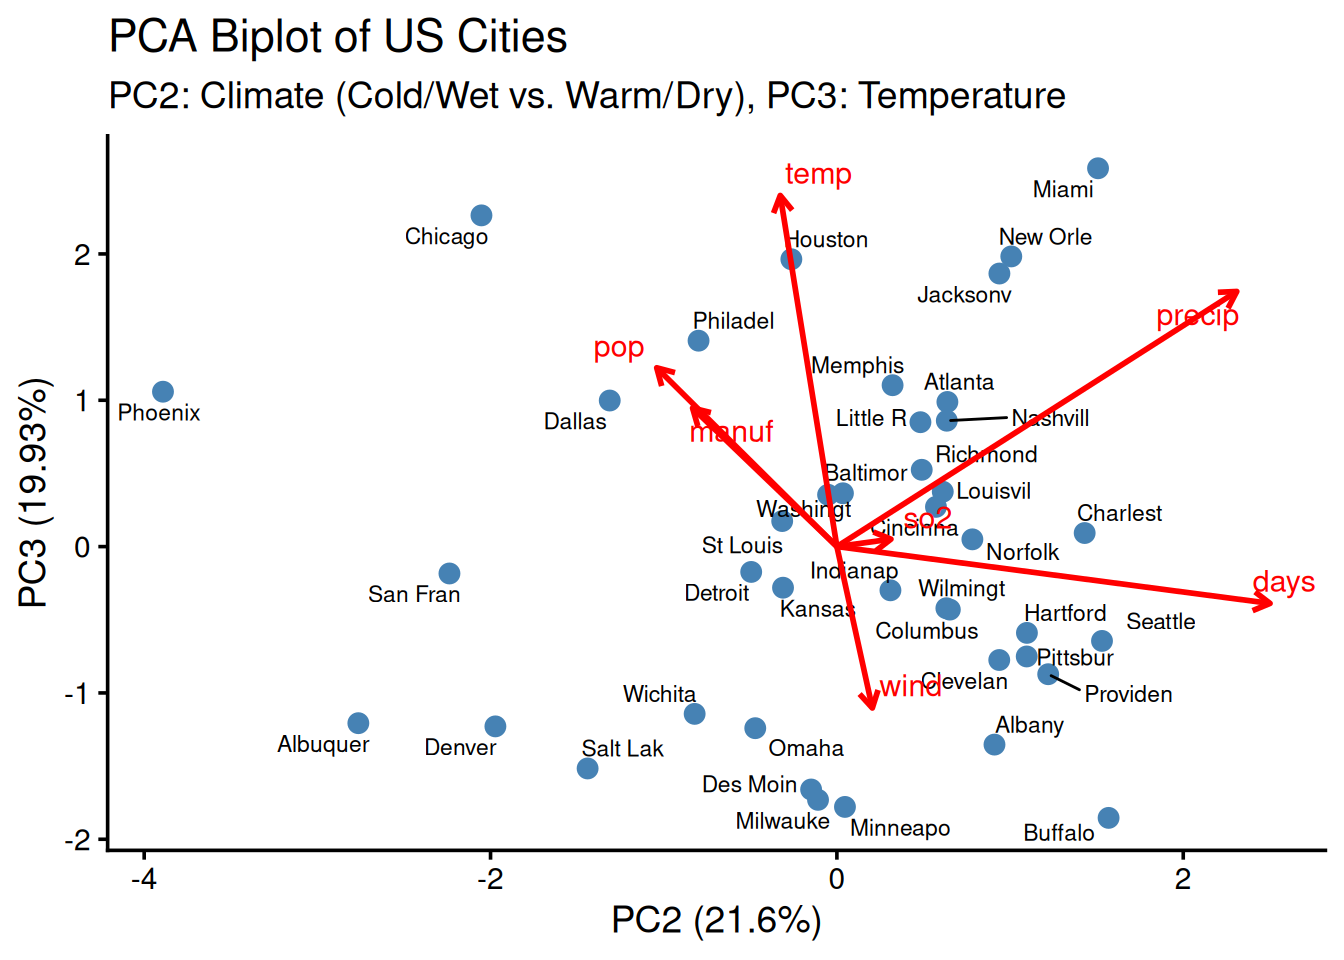 PCA Biplot of US Cities
PC2: Climate (Cold/Wet vs. Warm/Dry), PC3: Temperature
temp
Miami
Chicago
Houston
New Orle
2
Jacksonv
precip
Philadel
pop
Memphis
Atlanta
1
Phoenix
Dallas
Little R
Nashvill
manuf
Richmond
Baltimor
Louisvil
Washingt
so2
Cincinna
Charlest
0
St Louis
Norfolk
Indianap
days
San Fran
Detroit
Wilmingt
Kansas
Hartford
Seattle
Columbus
Pittsbur
Clevelan
wind
-1
Wichita
Providen
Albany
Albuquer
Denver
Salt Lak
Omaha
Des Moin
Milwauke
Minneapo
Buffalo
-2
-4
-2
0
2
PC2 (21.6%)
PC3 (19.93%)